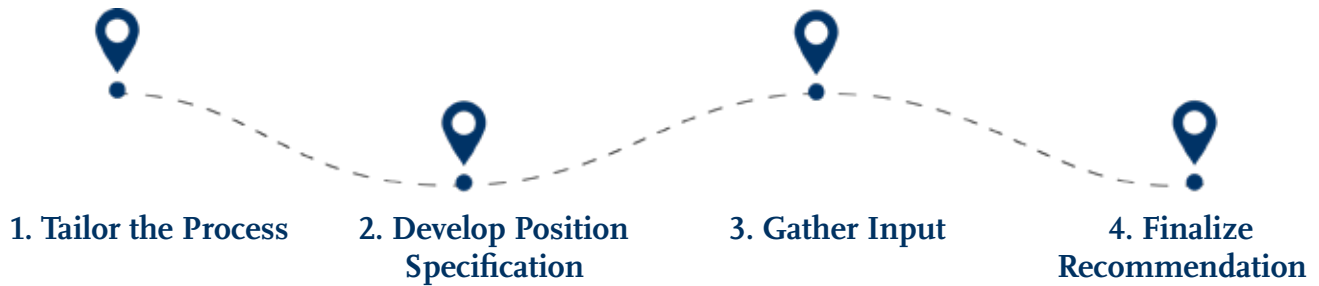 1. Tailor the Process
2. Develop Position
Specification
3. Gather Input
4. Finalize
Recommendation